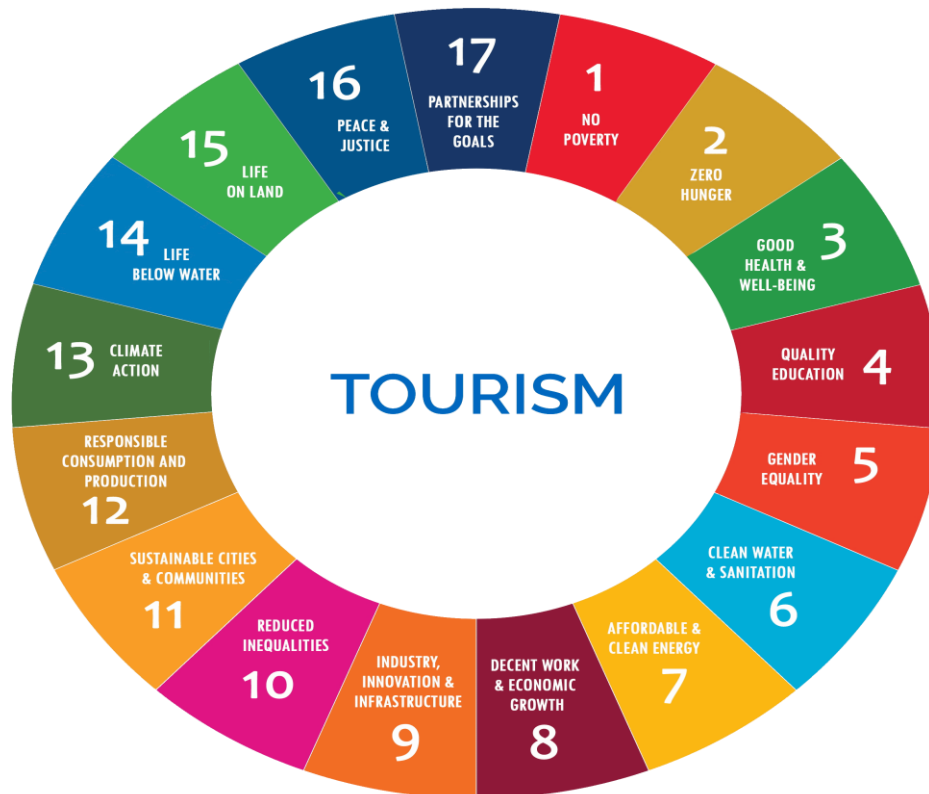 17
PARTNERSHIPS
FOR THE
GOALS
1
NO
POVERTY
2
ZERO
HUNGER
3
GOOD
HEALTH &
WELL-BEING
4
QUALITY
EDUCATION
5
GENDER
EQUALITY
CLEAN WATER
& SANITATION
6
AFFORDABLE &
CLEAN ENERGY
7
DECENT WORK
& ECONOMIC
GROWTH
8
INDUSTRY,
INNOVATION &
INFRASTRUCTURE
9
REDUCED
INEQUALITIES
10
SUSTAINABLE CITIES
& COMMUNITIES
11
RESPONSIBLE
CONSUMPTION AND
PRODUCTION
12
13
CLIMATE
ACTION
14
LIFE
BELOW WATER
15
LIFE
ON LAND
16
PEACE &
JUSTICE
TOURISM